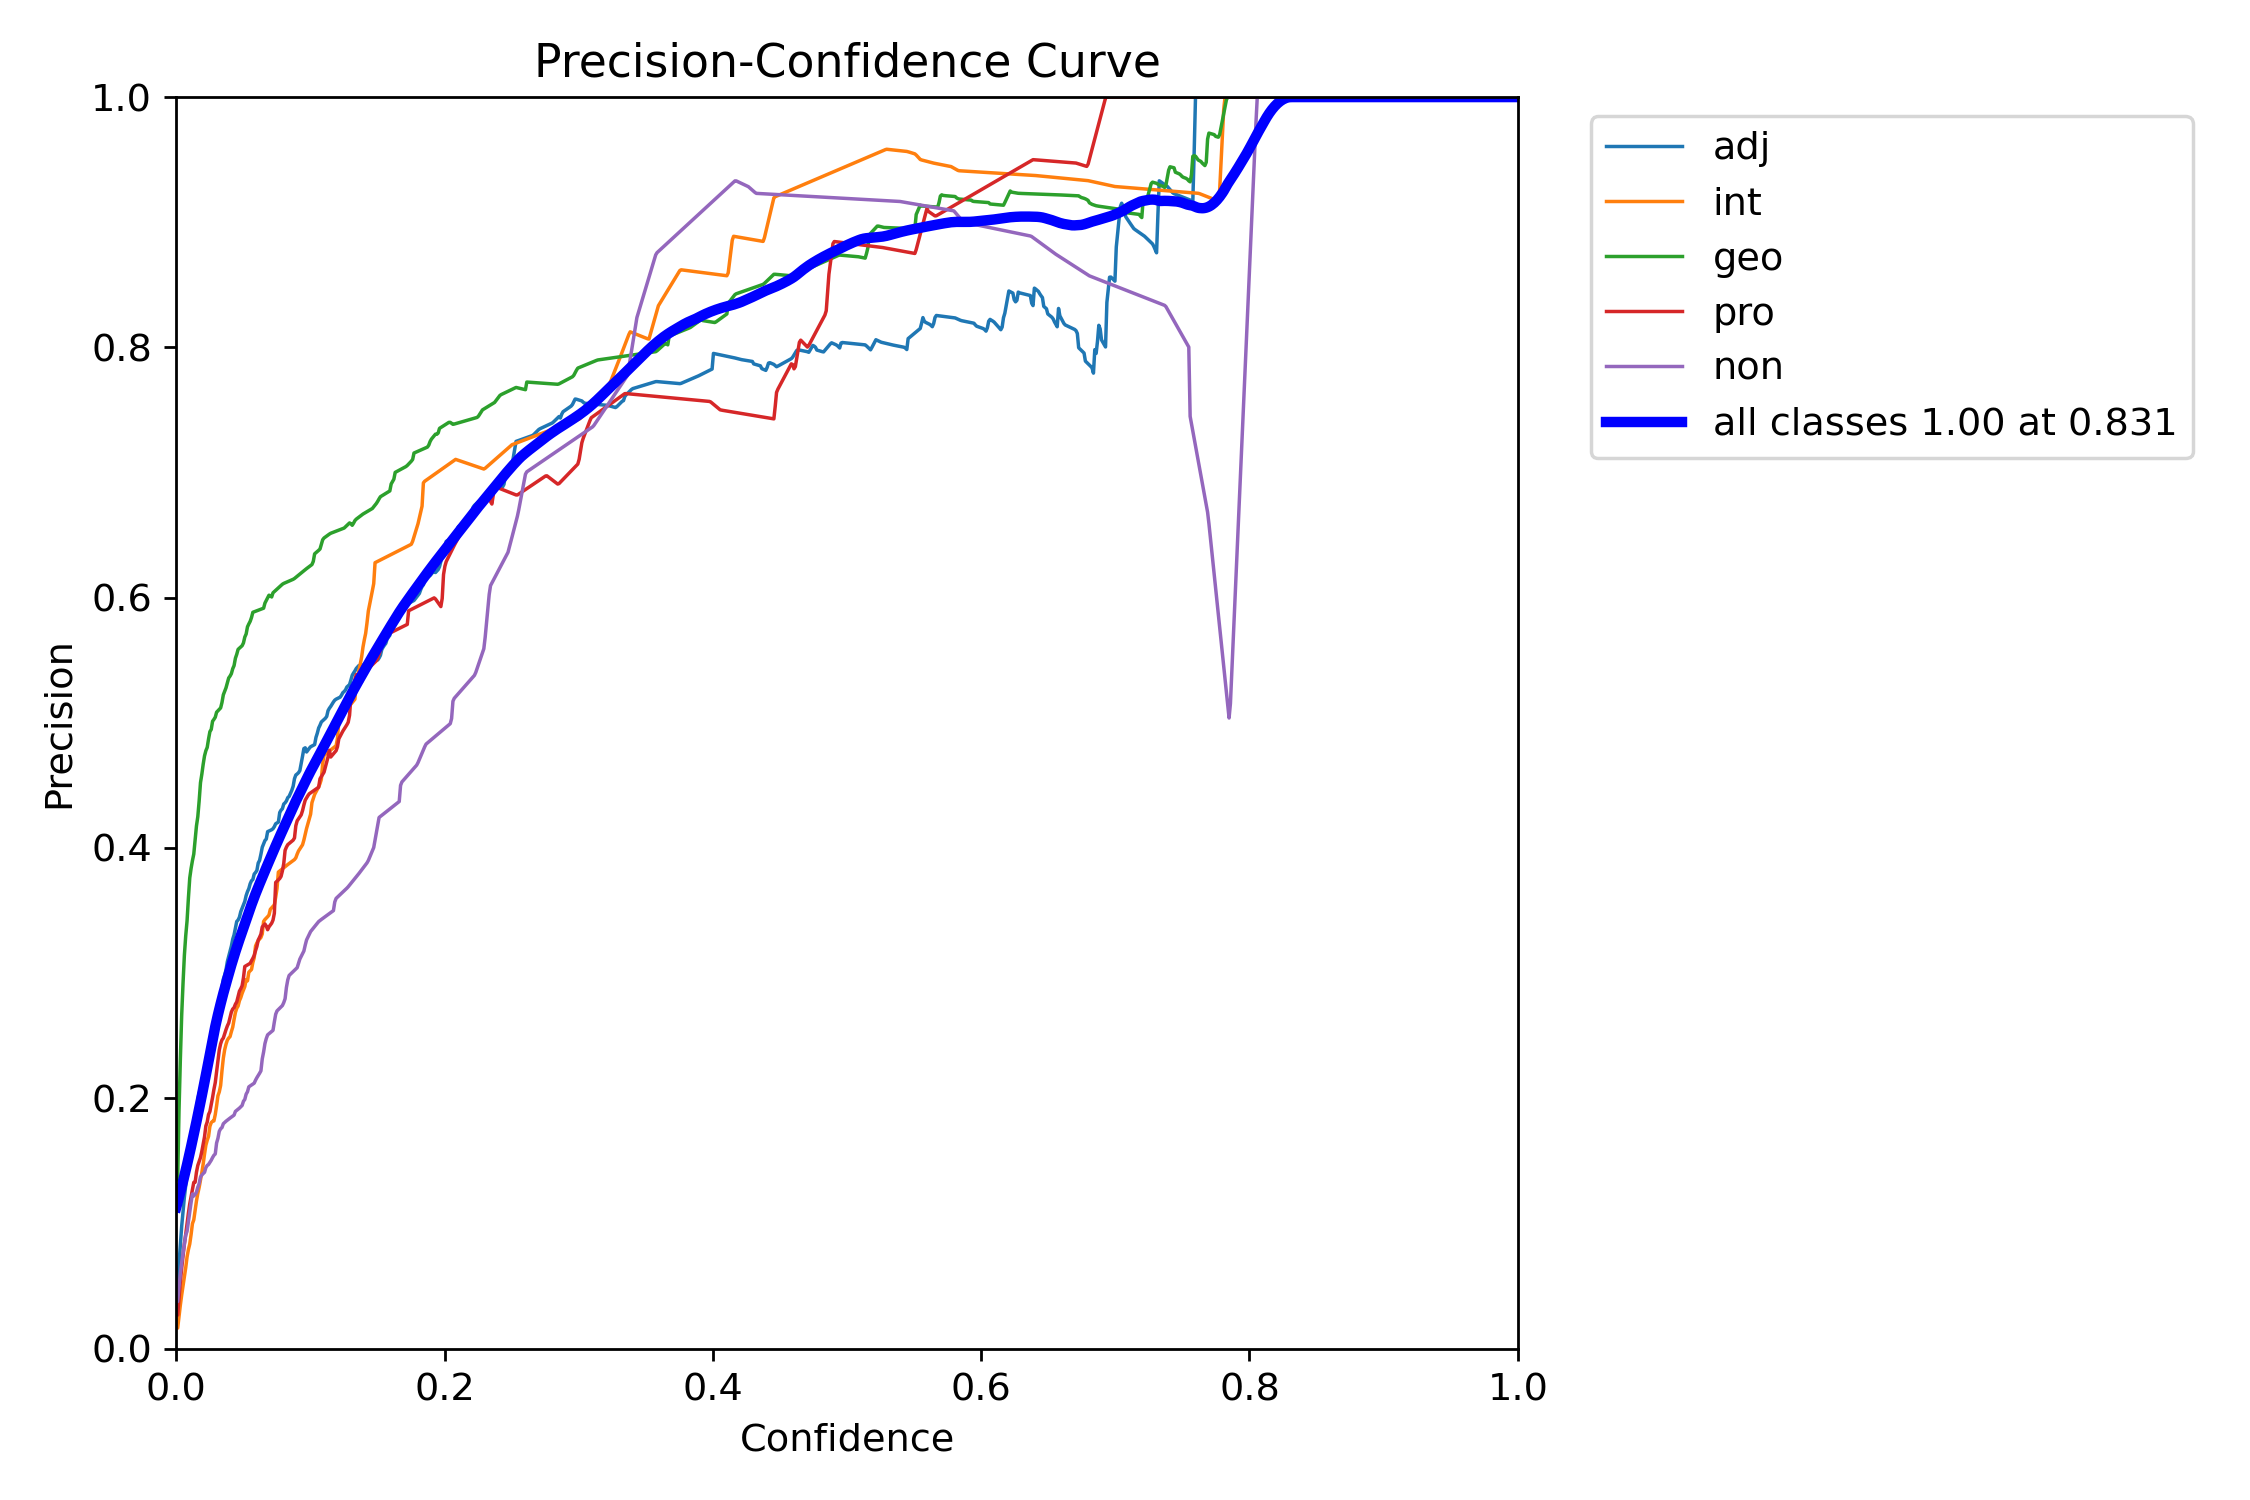 Precision-Confidence Curve
1.0
0.8
0.6
0.4
0.2
0.0
Precision
0.0 0.2 0.4 0.6 0.8 1.0
Confidence
adj
int
geo
pro
non
all classes 1.00 at 0.831